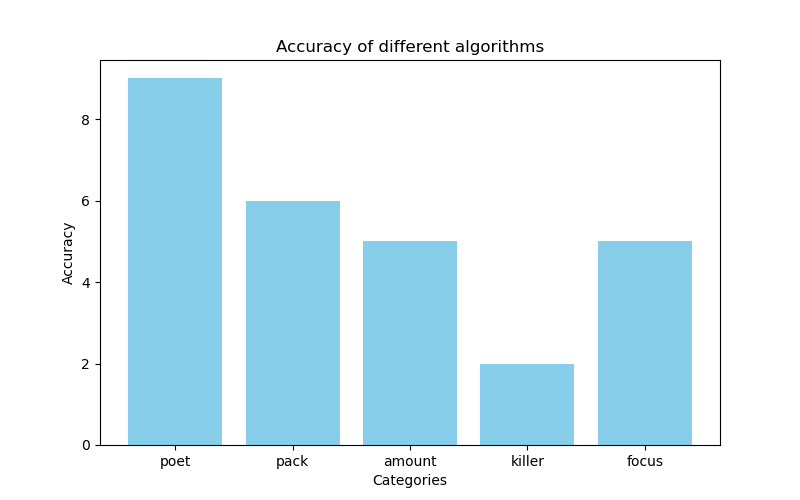 Accuracy of different algorithms
Accuracy
8
6
4
2
0
poet pack amount killer focus
Categories